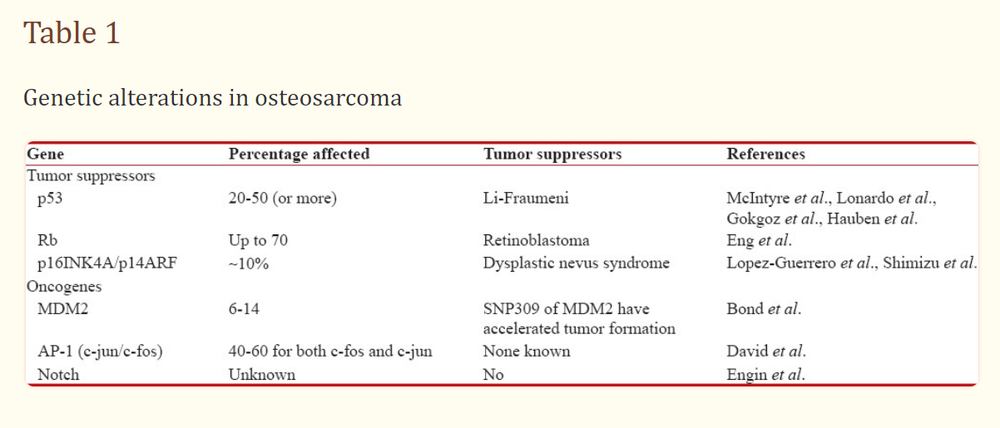 Table 1
Genetic alterations in osteosarcoma
Gene Percentage affected Tumor suppressors References
Tumor suppressors
p53 20-50 (or more) Li-Fraumeni McIntyre et al., Lonardo et al.,
Gokgoz et al., Hauben et al.
Rb Up to 70 Retinoblastoma Eng et al.
p16INK4A/p14ARF ~10% Dysplastic nevus syndrome Lopez-Guerrero et al., Shimizu et al.
Oncogenes
MDM2 6-14 SNP309 of MDM2 have Bond et al.
accelerated tumor formation
AP-1 (c-jun/c-fos) 40-60 for both c-fos and c-jun None known David et al.
Notch Unknown No Engin et al.